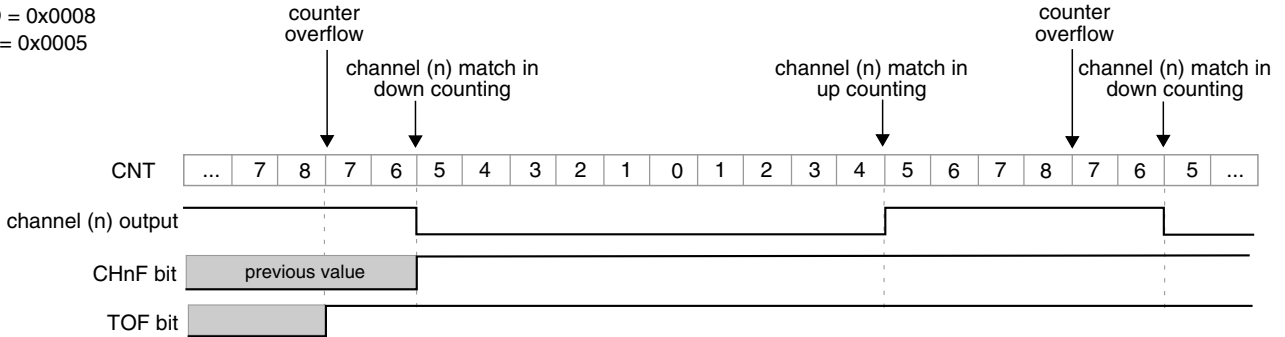 = 0x0008
= 0x0005
counter
overflow
channel (n) match in
down counting
channel (n) match in
up counting
counter
overflow
channel (n) match in
down counting
CNT ... 7 8 7 6 5 4 3 2 1 0 1 2 3 4 5 6 7 8 7 6 5 ...
channel (n) output
CHnF bit previous value
TOF bit